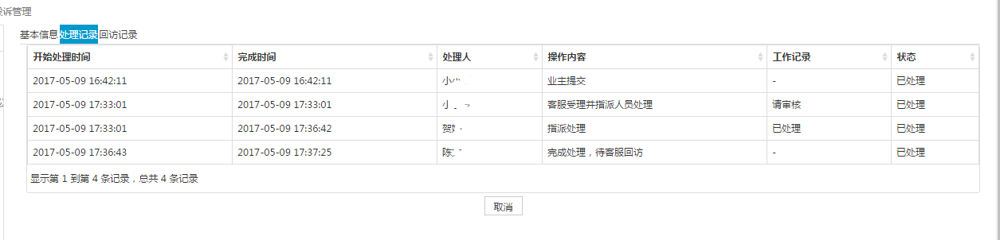 投诉管理
基本信息 处理记录 回访记录
开始处理时间 完成时间 处理人 操作内容 工作记录 状态
2017-05-09 16:42:11 2017-05-09 16:42:11 小 业主提交 - 已处理
2017-05-09 17:33:01 2017-05-09 17:33:01 小 客服受理并指派人员处理 请审核 已处理
2017-05-09 17:33:01 2017-05-09 17:36:42 贺 指派处理 已处理 已处理
2017-05-09 17:36:43 2017-05-09 17:37:25 陈 完成处理，待客服回访 - 已处理
显示第 1 到第 4 条记录，总共 4 条记录
取消